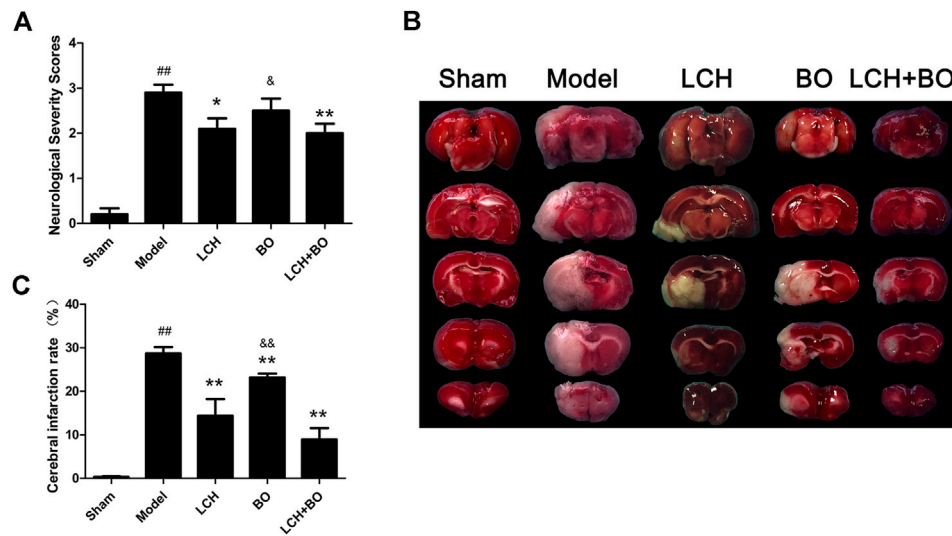 A
Neurological Severity Scores
4
3
2
1
0
##
*
&
**
Sham
Model
LCH
BO
LCH+BO
B
Sham Model LCH BO LCH+BO
C
Cerebral infarction rate (%)
40
30
20
10
0
##
**
&&
**
**
Sham
Model
LCH
BO
LCH+BO